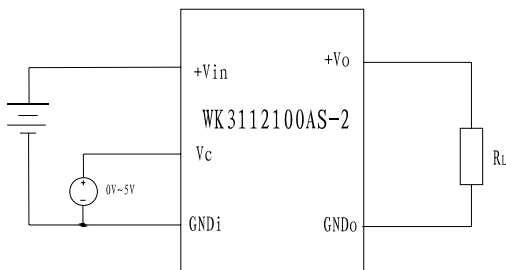 +Vin
+VO
WK3112100AS-2
VC
0V~5V
RL
GNDi
GNDO